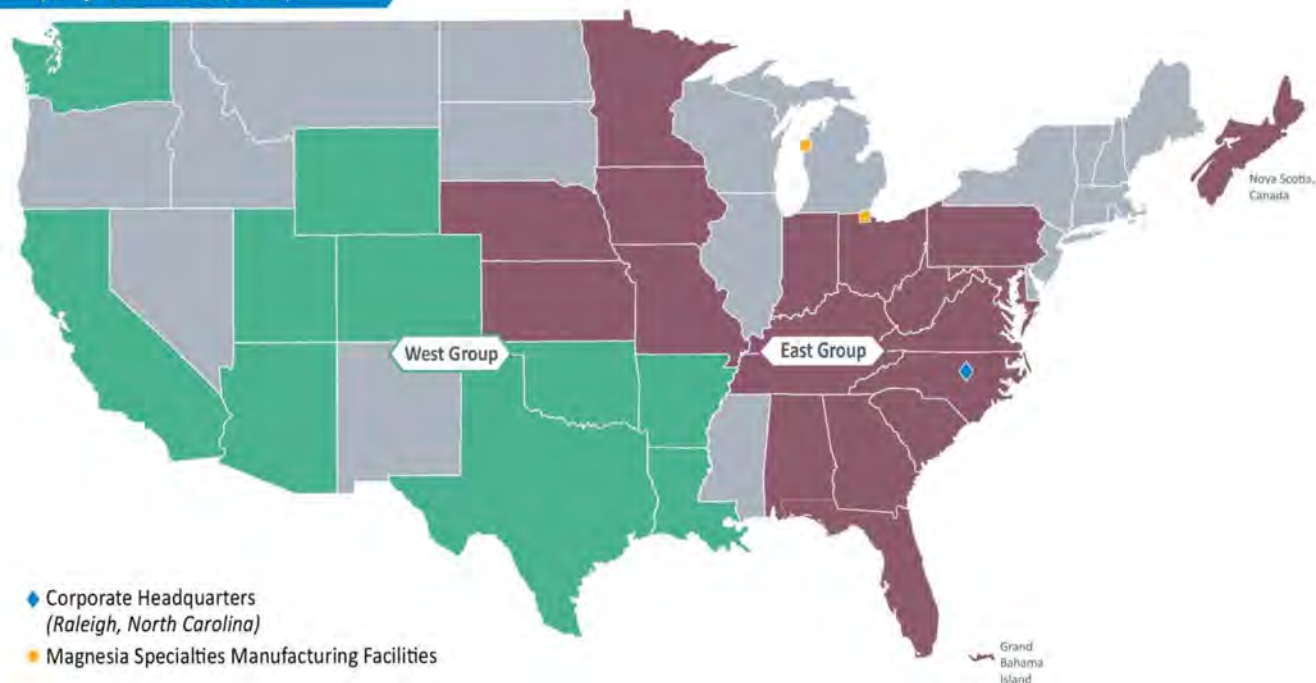 West Group
East Group
Nova Scotia,
Canada
Corporate Headquarters
(Raleigh, North Carolina)
Magnesia Specialties Manufacturing Facilities
Grand
Bahama
Island